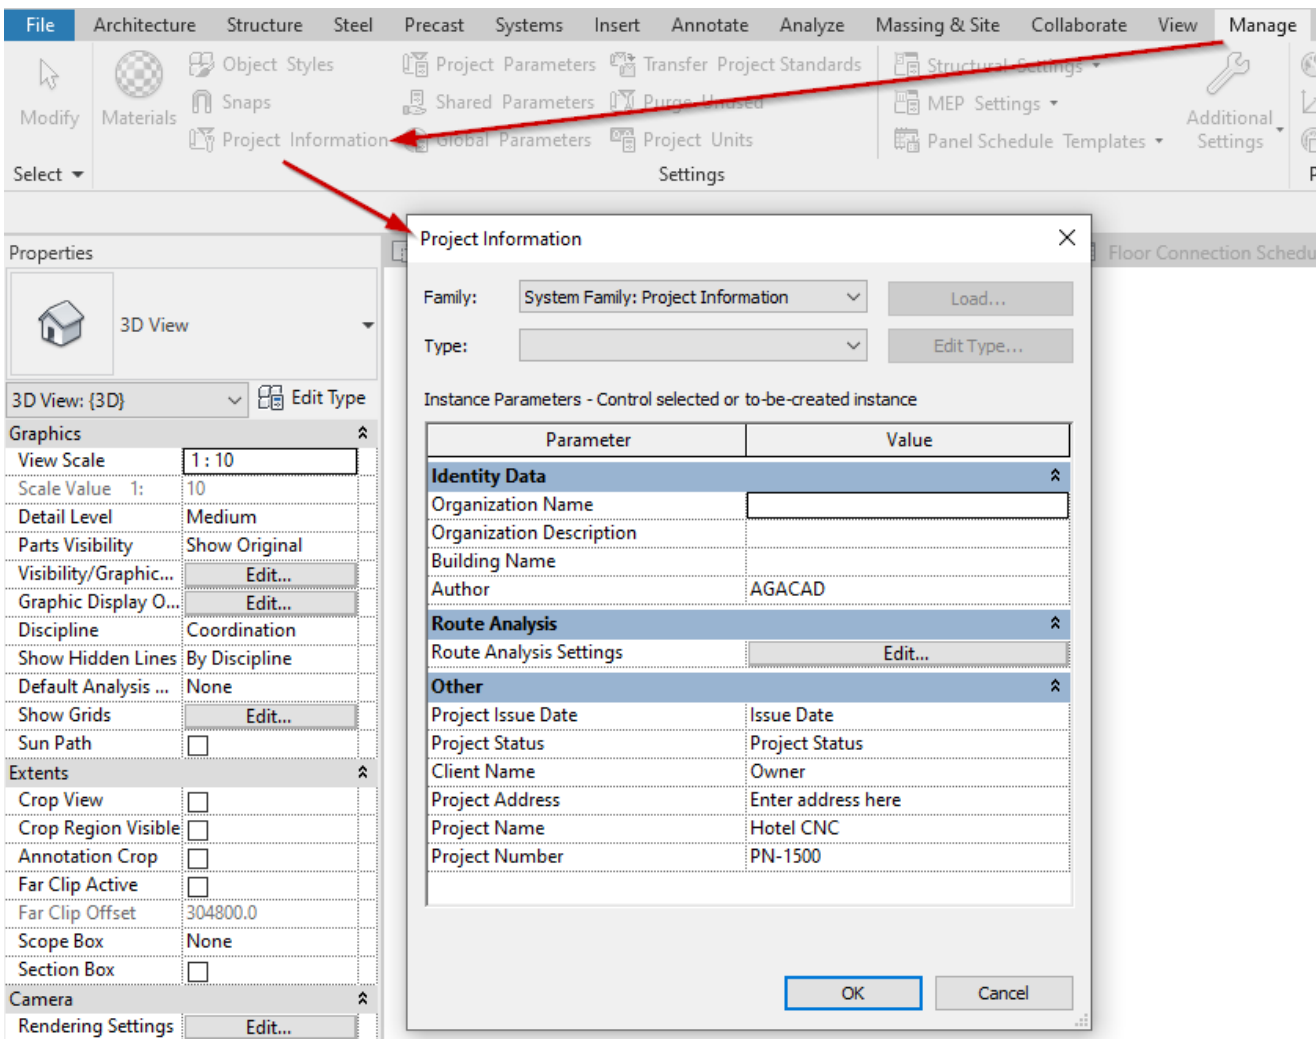 File Architecture Structure Steel Precast Systems Insert Annotate Analyze Massing & Site Collaborate View Manage
Modify
Materials
Object Styles
Snaps
Project Information
Project Parameters
Shared Parameters
Global Parameters
Transfer Project Standards
Purge Unused
Project Units
Structural Settings
MEP Settings
Panel Schedule Templates
Additional
Settings
Select
Settings
Properties
3D View
3D View: {3D}
Edit Type
Graphics
View Scale 1 : 10
Scale Value 1: 10
Detail Level Medium
Parts Visibility Show Original
Visibility/Graphic... Edit...
Graphic Display O... Edit...
Discipline Coordination
Show Hidden Lines By Discipline
Default Analysis ... None
Show Grids Edit...
Sun Path
Extents
Crop View
Crop Region Visible
Annotation Crop
Far Clip Active
Far Clip Offset 304800.0
Scope Box None
Section Box
Camera
Rendering Settings Edit...
Floor Connection Schedu
Project Information
Family: System Family: Project Information Load...
Type: Edit Type...
Instance Parameters - Control selected or to-be-created instance
Parameter Value
Identity Data
Organization Name
Organization Description
Building Name
Author AGACAD
Route Analysis
Route Analysis Settings Edit...
Other
Project Issue Date Issue Date
Project Status Project Status
Client Name Owner
Project Address Enter address here
Project Name Hotel CNC
Project Number PN-1500
OK Cancel